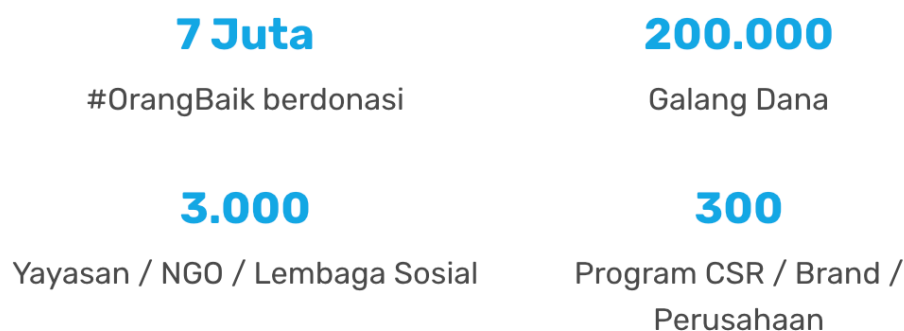 7 Juta
#OrangBaik berdonasi
200.000
Galang Dana
3.000
Yayasan / NGO / Lembaga Sosial
300
Program CSR / Brand /
Perusahaan